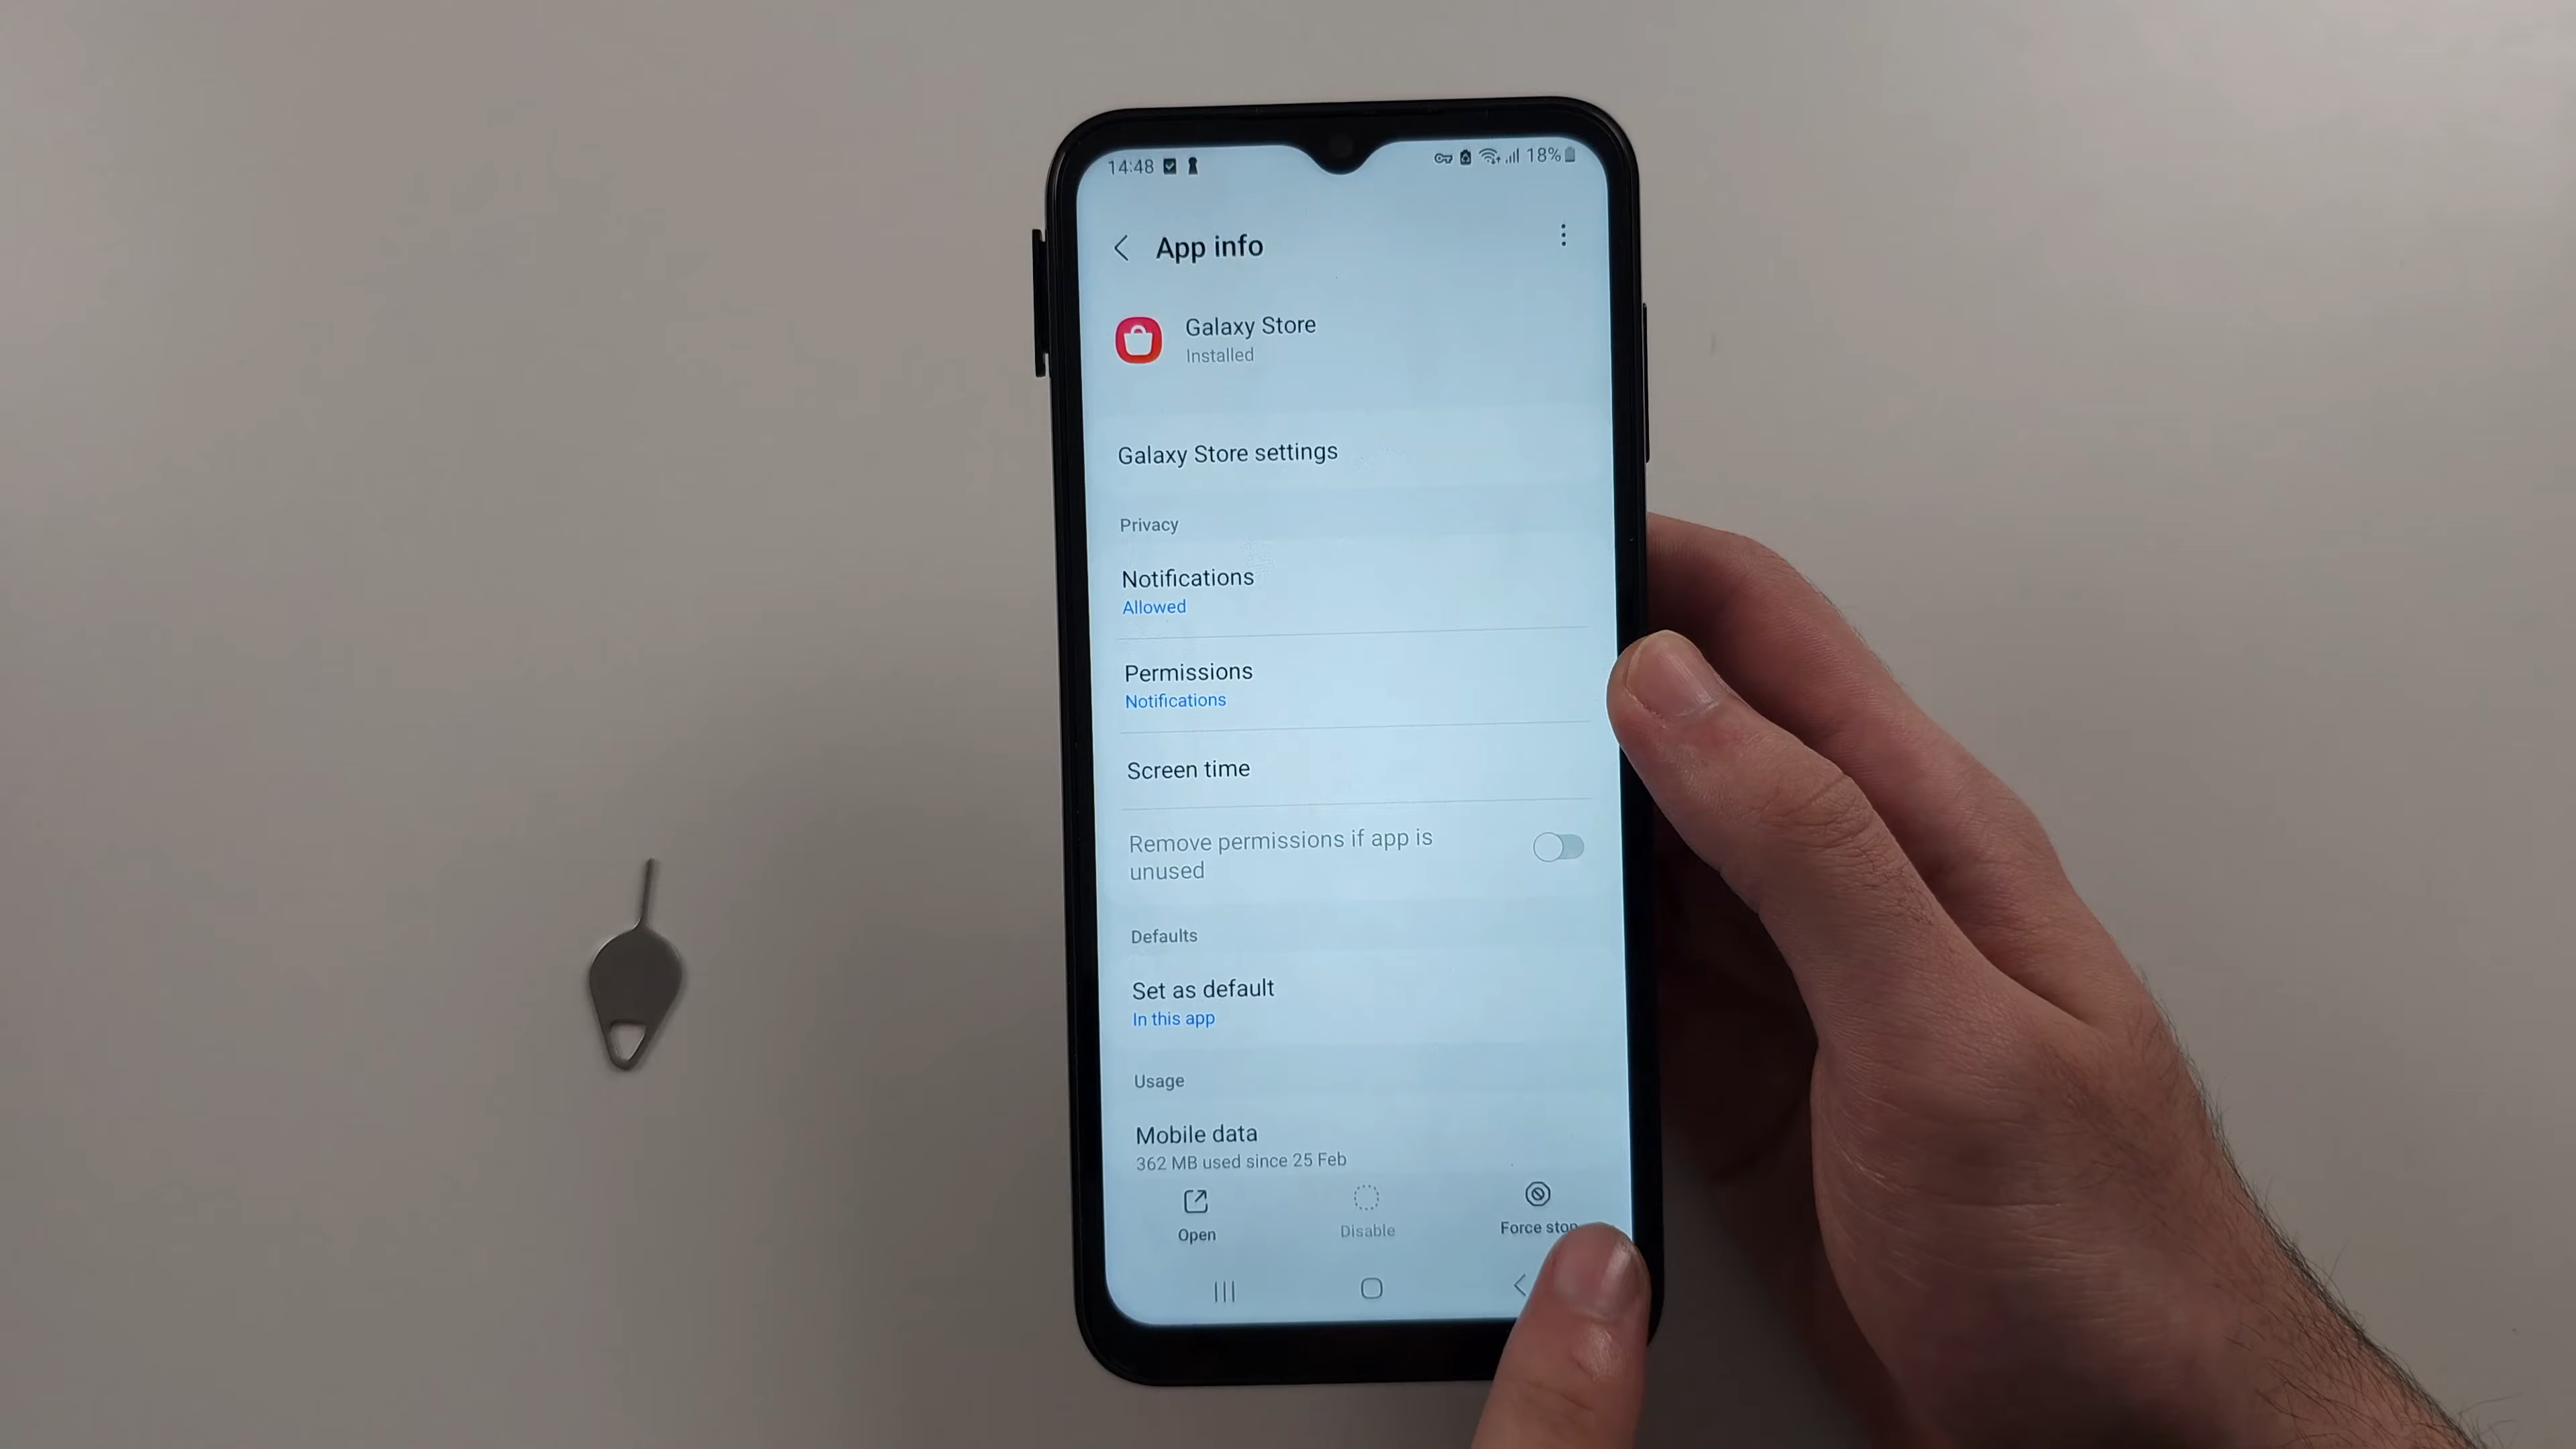 14:48 18%
App info
Galaxy Store
Installed
Galaxy Store settings
Privacy
Notifications
Allowed
Permissions
Notifications
Screen time
Remove permissions if app is
unused
Defaults
Set as default
In this app
Usage
Mobile data
362 MB used since 25 Feb
Open Disable Force stop